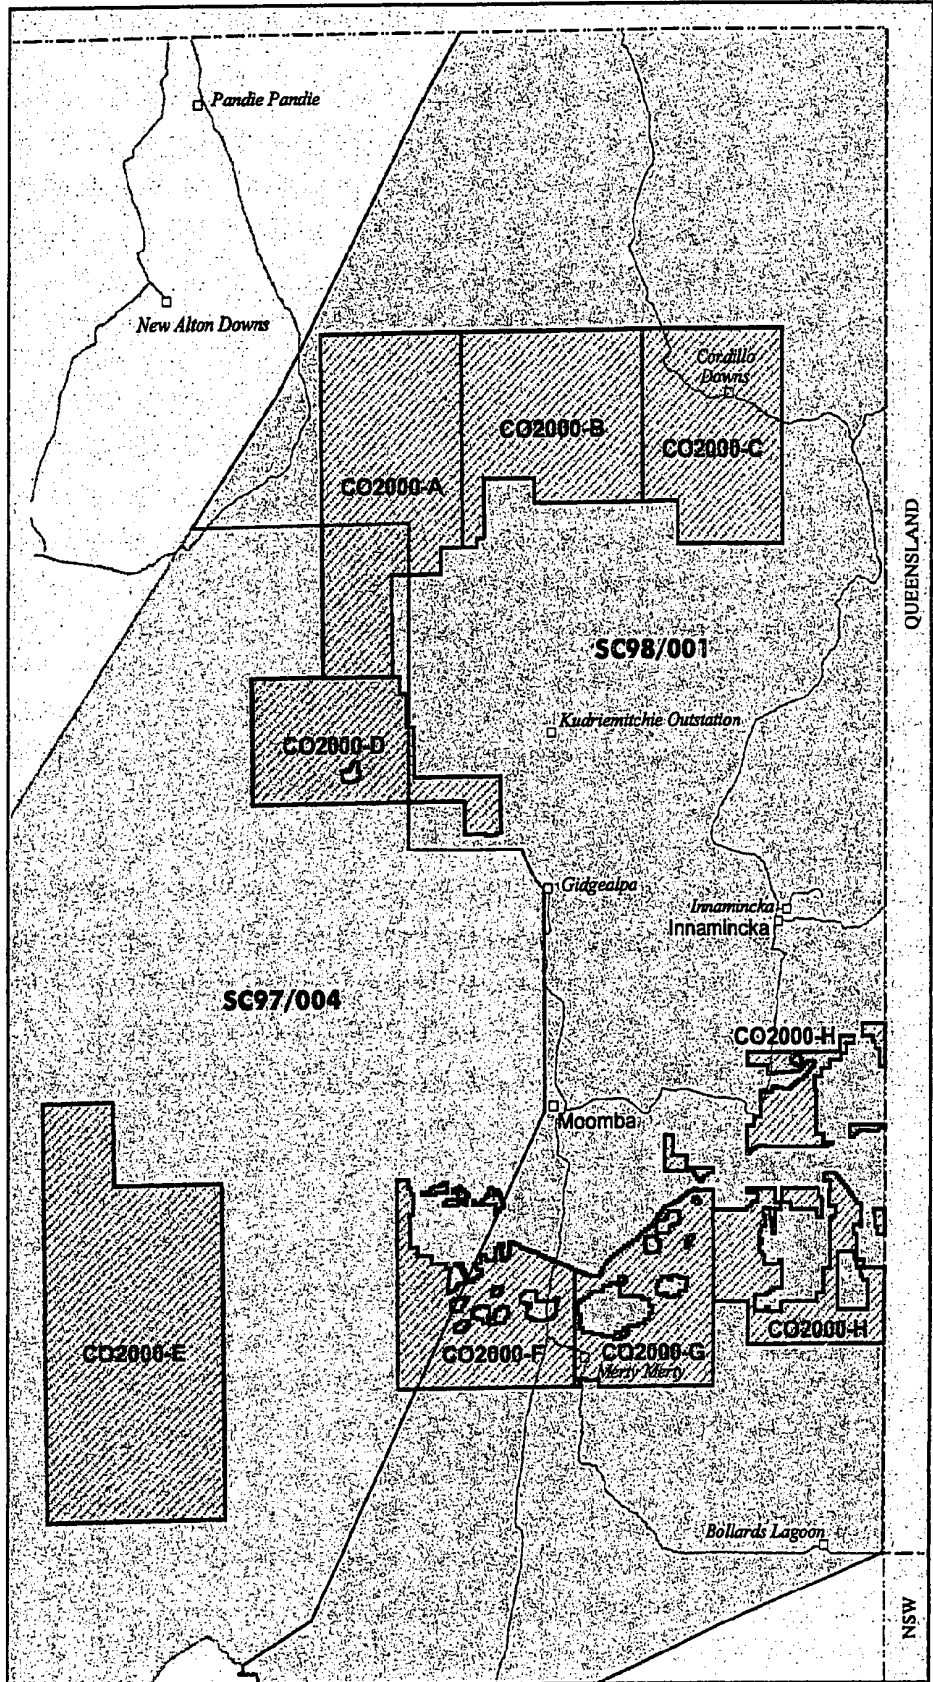 Pandie Pandie
New Alton Downs
Cordillo
Downs
CO2000-B
CO2000-C
CO2000-A
QUEENSLAND
SC98/001
Kudriemitchie Outstation
CO2000-D
Gidgealpa
Innamincka
Innamincka
SC97/004
CO2000-H
Moomba
CO2000-H
CO2000-E
CO2000-F
CO2000-G
Merty Merty
Bollards Lagoon
NSW